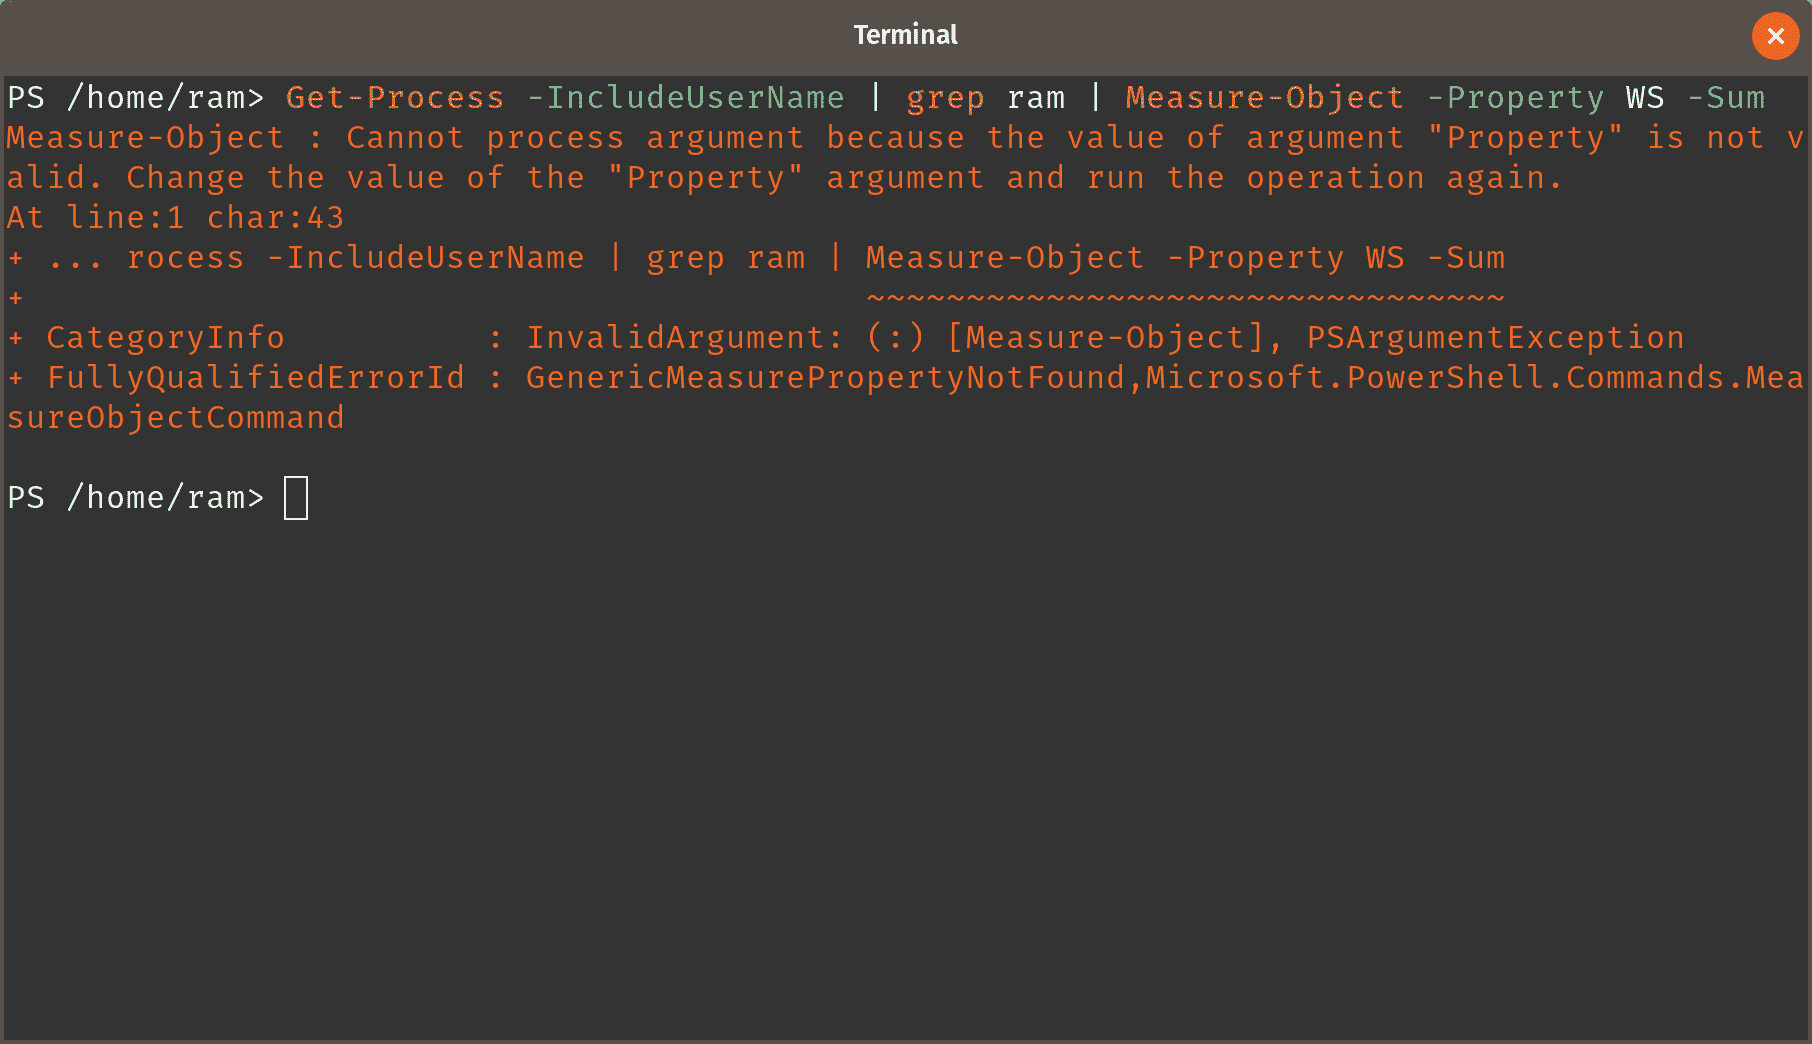 Terminal
PS /home/ram> Get-Process -IncludeUserName | grep ram | Measure-Object -Property WS -Sum
Measure-Object : Cannot process argument because the value of argument "Property" is not v
alid. Change the value of the "Property" argument and run the operation again.
At line:1 char:43
+ ... rocess -IncludeUserName | grep ram | Measure-Object -Property WS -Sum
+                                          ~~~~~~~~~~~~~~~~~~~~~~~~~~~~~~~~
+ CategoryInfo          : InvalidArgument: (:) [Measure-Object], PSArgumentException
+ FullyQualifiedErrorId : GenericMeasurePropertyNotFound,Microsoft.PowerShell.Commands.Mea
sureObjectCommand
PS /home/ram>